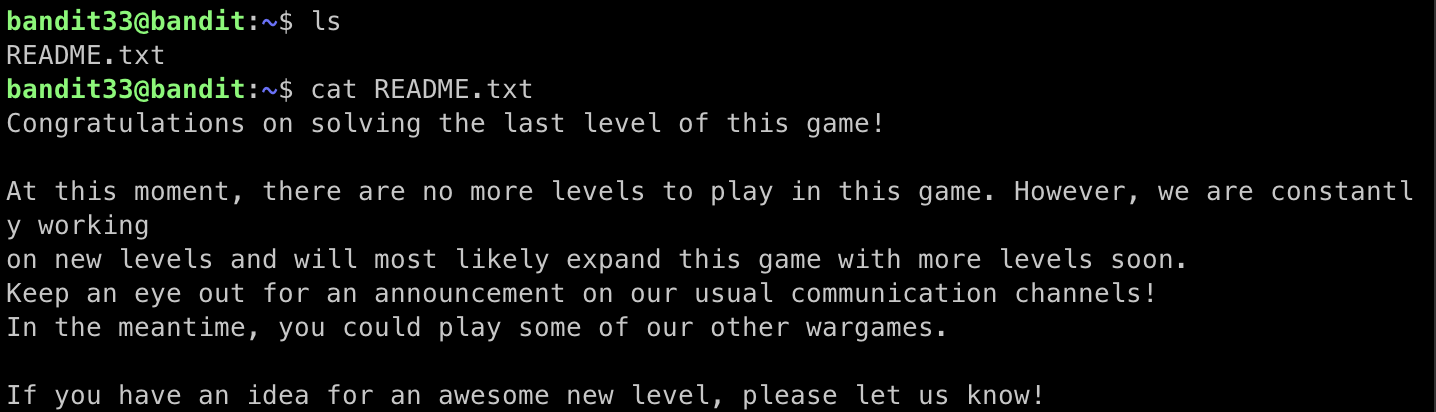 bandit33@bandit:~$ ls
README.txt
bandit33@bandit:~$ cat README.txt
Congratulations on solving the last level of this game!
At this moment, there are no more levels to play in this game. However, we are constantl
y working
on new levels and will most likely expand this game with more levels soon.
Keep an eye out for an announcement on our usual communication channels!
In the meantime, you could play some of our other wargames.
If you have an idea for an awesome new level, please let us know!